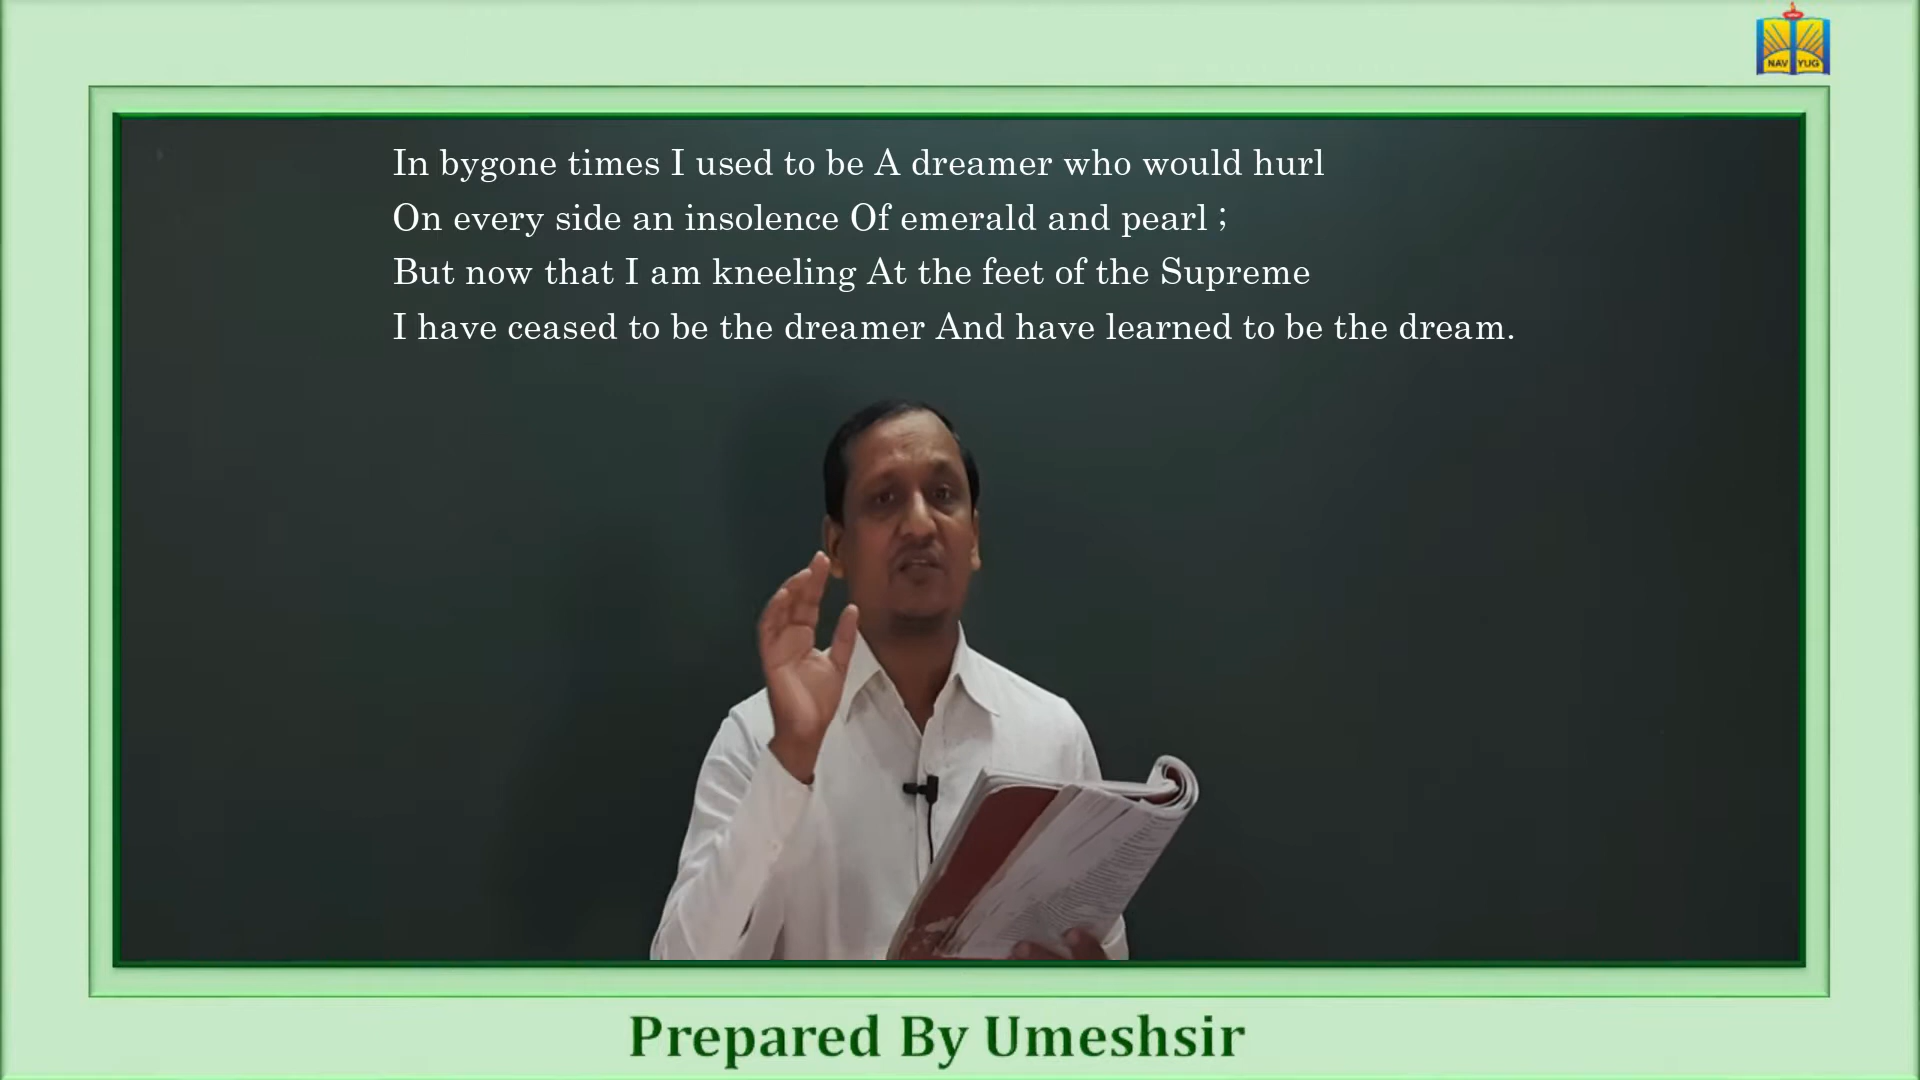 NAV YUG
In bygone times I used to be A dreamer who would hurl
On every side an insolence Of emerald and pearl ;
But now that I am kneeling At the feet of the Supreme
I have ceased to be the dreamer And have learned to be the dream.
Prepared By Umeshsir